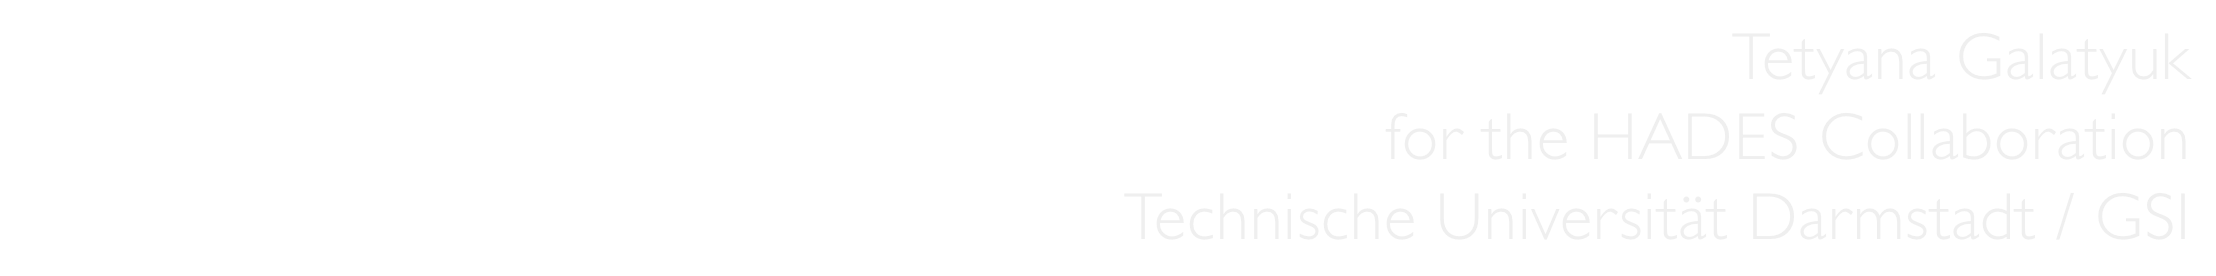 Tetyana Galatyuk
for the HADES Collaboration
Technische Universität Darmstadt / GSI